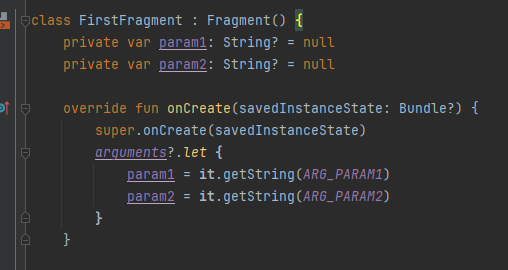 class FirstFragment : Fragment() {
    private var param1: String? = null
    private var param2: String? = null
    override fun onCreate(savedInstanceState: Bundle?) {
        super.onCreate(savedInstanceState)
        arguments?.let {
            param1 = it.getString(ARG_PARAM1)
            param2 = it.getString(ARG_PARAM2)
        }
    }